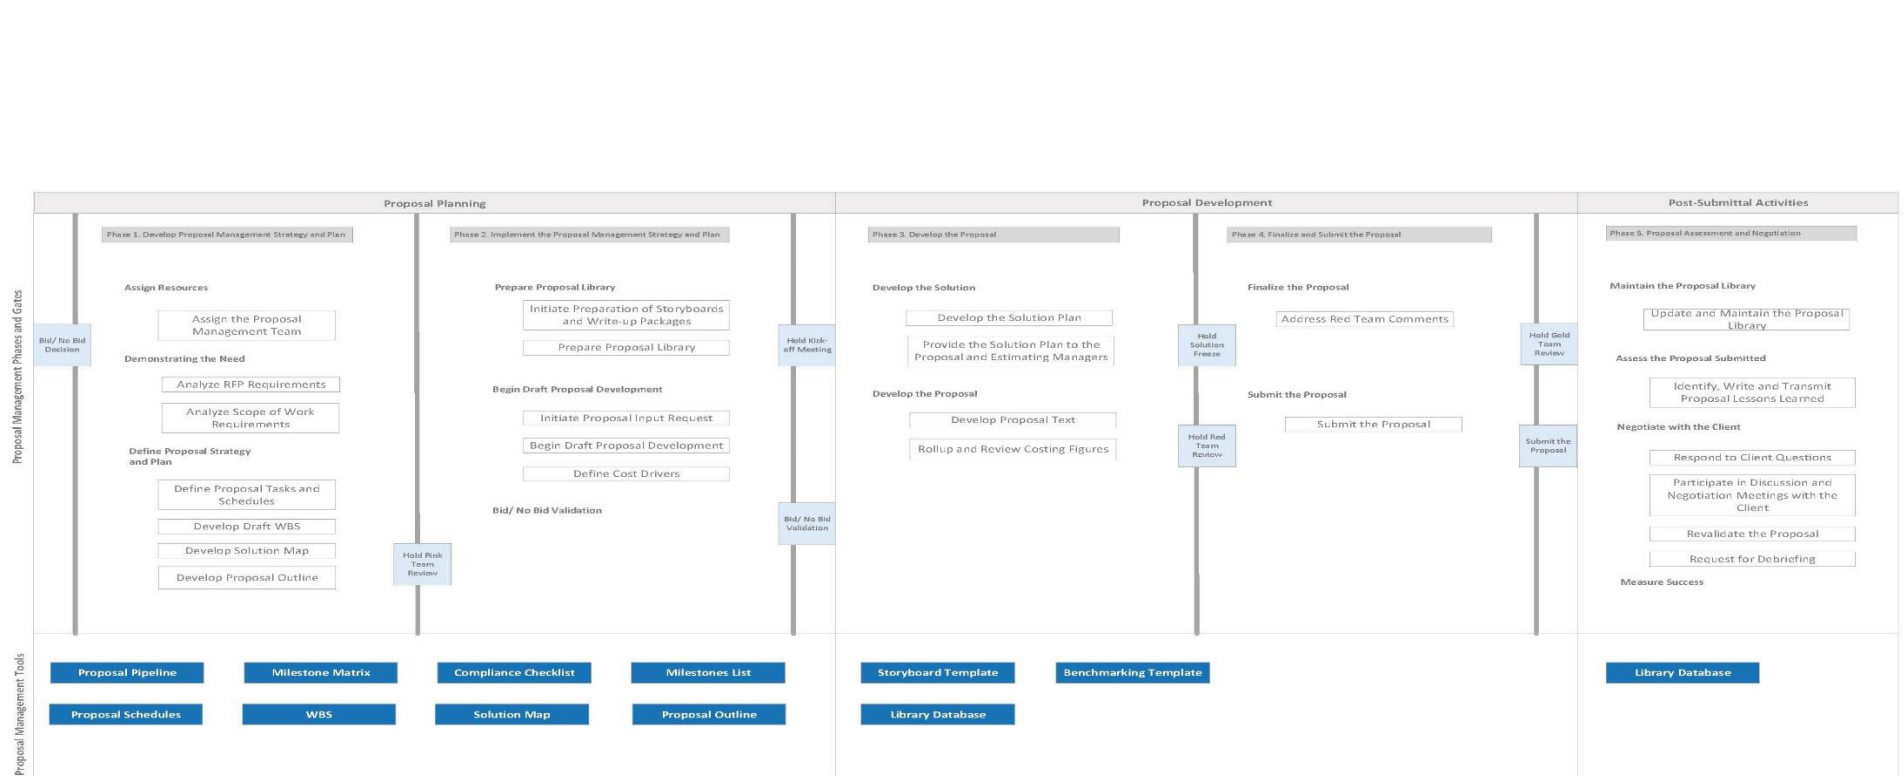 Proposal Planning
Proposal Development
Post-Submittal Activities
Proposal Management Phases and Gates
Bid/ No Bid
Decision
Phase 1. Develop Proposal Management Strategy and Plan
Assign Resources
Assign the Proposal
Management Team
Demonstrating the Need
Analyze RFP Requirements
Analyze Scope of Work
Requirements
Define Proposal Strategy
and Plan
Define Proposal Tasks and
Schedules
Develop Draft WBS
Develop Solution Map
Develop Proposal Outline
Hold Pink
Team
Review
Phase 2. Implement the Proposal Management Strategy and Plan
Prepare Proposal Library
Initiate Preparation of Storyboards
and Write-up Packages
Prepare Proposal Library
Begin Draft Proposal Development
Initiate Proposal Input Request
Begin Draft Proposal Development
Define Cost Drivers
Bid/ No Bid Validation
Hold Kick-
off Meeting
Bid/ No Bid
Validation
Phase 3. Develop the Proposal
Develop the Solution
Develop the Solution Plan
Provide the Solution Plan to the
Proposal and Estimating Managers
Develop the Proposal
Develop Proposal Text
Rollup and Review Costing Figures
Hold
Solution
Freeze
Hold Red
Team
Review
Phase 4. Finalize and Submit the Proposal
Finalize the Proposal
Address Red Team Comments
Submit the Proposal
Submit the Proposal
Hold Gold
Team
Review
Submit the
Proposal
Phase 5. Proposal Assessment and Negotiation
Maintain the Proposal Library
Update and Maintain the Proposal
Library
Assess the Proposal Submitted
Identify, Write and Transmit
Proposal Lessons Learned
Negotiate with the Client
Respond to Client Questions
Participate in Discussion and
Negotiation Meetings with the
Client
Revalidate the Proposal
Request for Debriefing
Measure Success
Proposal Management Tools
Proposal Pipeline
Milestone Matrix
Compliance Checklist
Milestones List
Storyboard Template
Benchmarking Template
Library Database
Proposal Schedules
WBS
Solution Map
Proposal Outline
Library Database